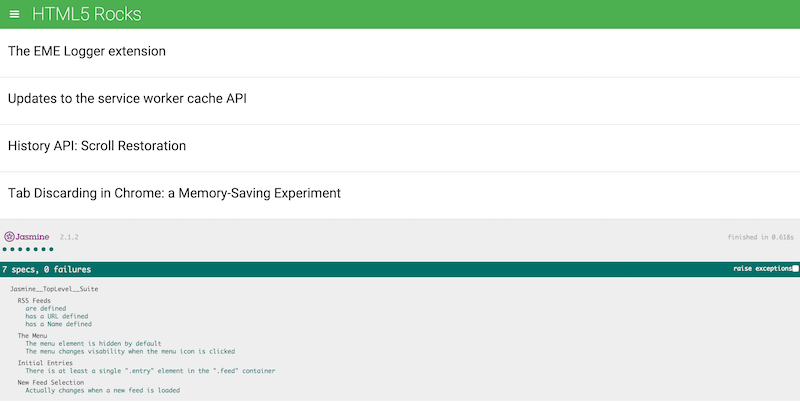 HTML5 Rocks
The EME Logger extension
Updates to the service worker cache API
History API: Scroll Restoration
Tab Discarding in Chrome: a Memory-Saving Experiment
Jasmine 2.1.2 finished in 0.618s
7 specs, 0 failures raise exceptions
Jasmine__TopLevel__Suite
RSS Feeds
are defined
has a URL defined
has a Name defined
The Menu
The menu element is hidden by default
The menu changes visability when the menu icon is clicked
Initial Entries
There is at least a single ".entry" element in the ".feed" container
New Feed Selection
Actually changes when a new feed is loaded